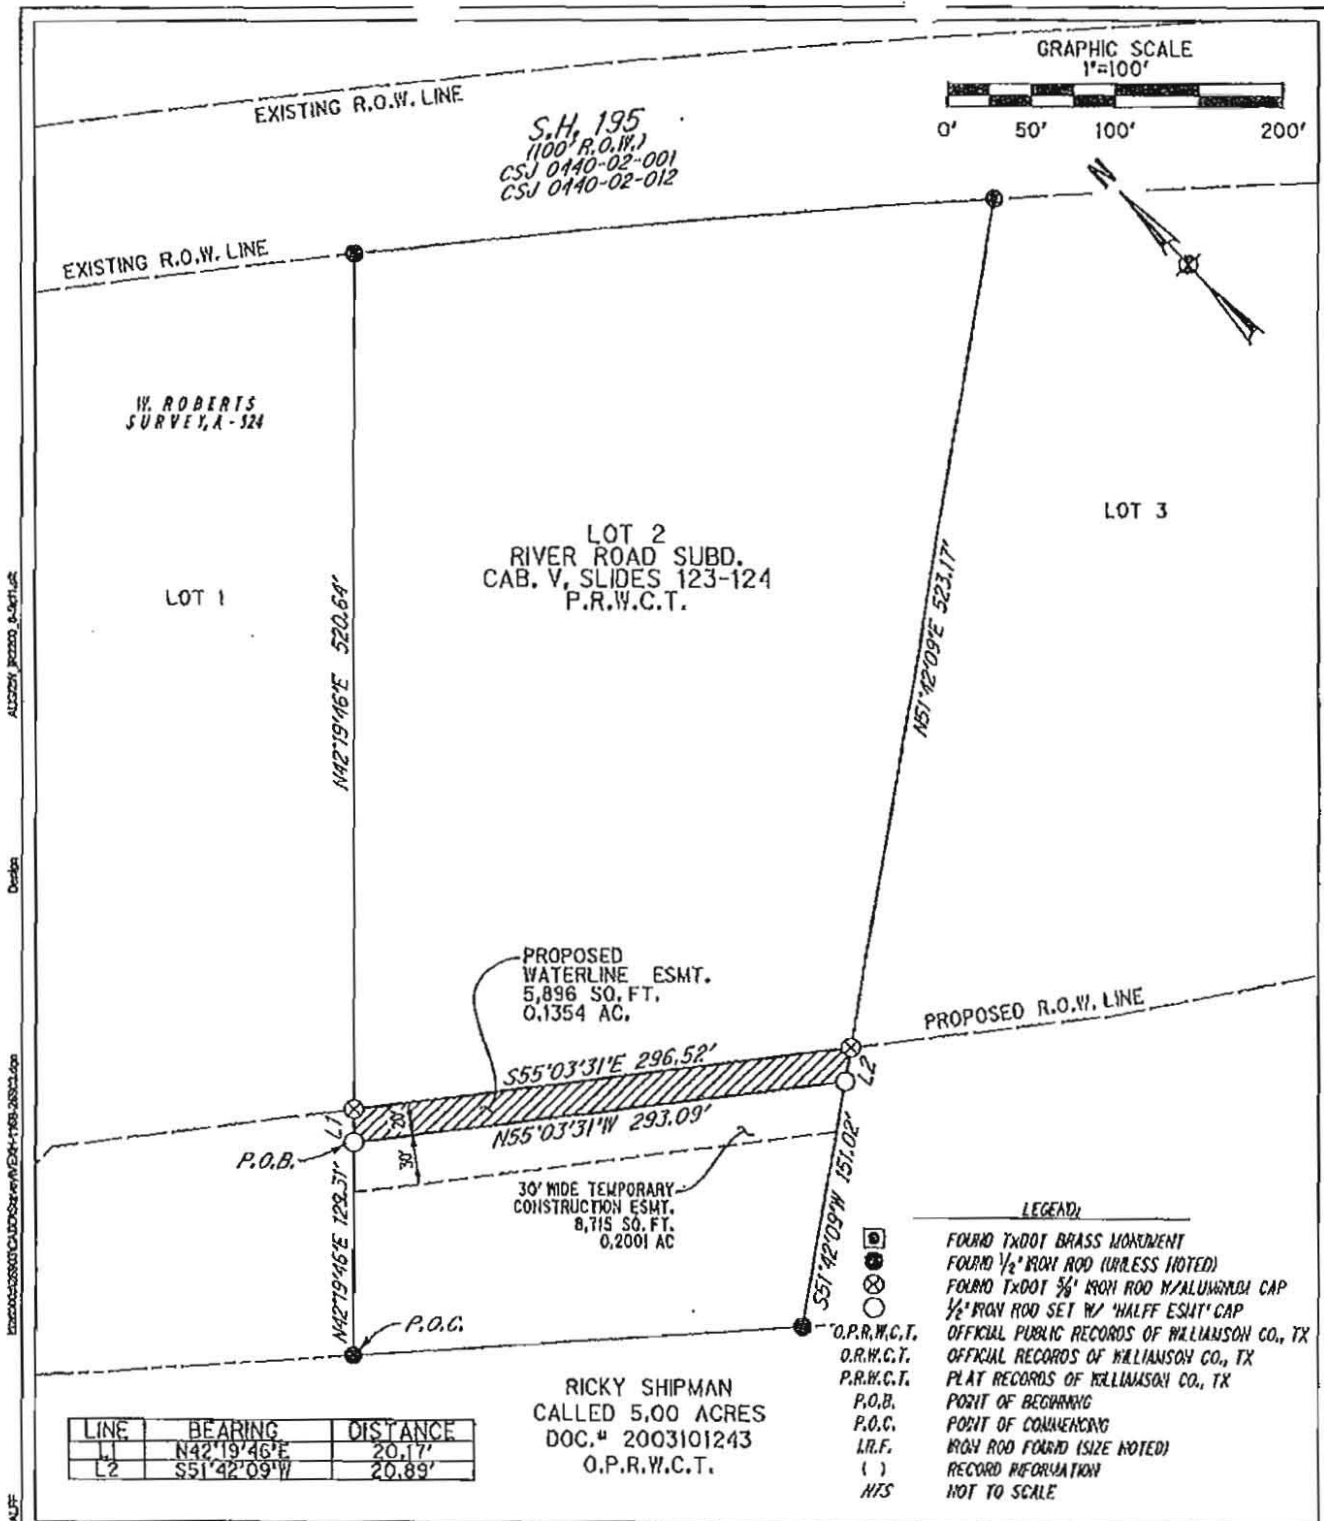 GRAPHIC SCALE
1"=100'
0' 50' 100' 200'
N
EXISTING R.O.W. LINE
S.H. 195
(100' R.O.W.)
CSJ 0440-02-001
CSJ 0440-02-012
EXISTING R.O.W. LINE
W. ROBERTS
SURVEY, A-524
LOT 1
LOT 2
RIVER ROAD SUBD.
CAB. V, SLIDES 123-124
P.R.W.C.T.
LOT 3
N42°19'46"E 520.64'
N51°42'09"E 523.17'
PROPOSED
WATERLINE ESMT.
5,896 SQ. FT.
0.1354 AC.
PROPOSED R.O.W. LINE
S55°03'31"E 296.52'
N55°03'31"W 293.09'
L1
L2
20'
30'
P.O.B.
30' WIDE TEMPORARY
CONSTRUCTION ESMT.
8,715 SQ. FT.
0.2001 AC
N42°19'46"E 129.31'
S51°42'09"W 151.02'
P.O.C.
RICKY SHIPMAN
CALLED 5.00 ACRES
DOC.# 2003101243
O.P.R.W.C.T.
LINE BEARING DISTANCE
L1 N42°19'46"E 20.17'
L2 S51°42'09"W 20.89'
LEGEND:
FOUND TxDOT BRASS MONUMENT
FOUND 1/2" IRON ROD (UNLESS NOTED)
FOUND TxDOT 5/8" IRON ROD W/ALUMINUM CAP
1/2" IRON ROD SET W/ "HALFF ESMT" CAP
O.P.R.W.C.T. OFFICIAL PUBLIC RECORDS OF WILLIAMSON CO., TX
O.R.W.C.T. OFFICIAL RECORDS OF WILLIAMSON CO., TX
P.R.W.C.T. PLAT RECORDS OF WILLIAMSON CO., TX
P.O.B. POINT OF BEGINNING
P.O.C. POINT OF COMMENCING
I.R.F. IRON ROD FOUND (SIZE NOTED)
( ) RECORD INFORMATION
NTS NOT TO SCALE
Design